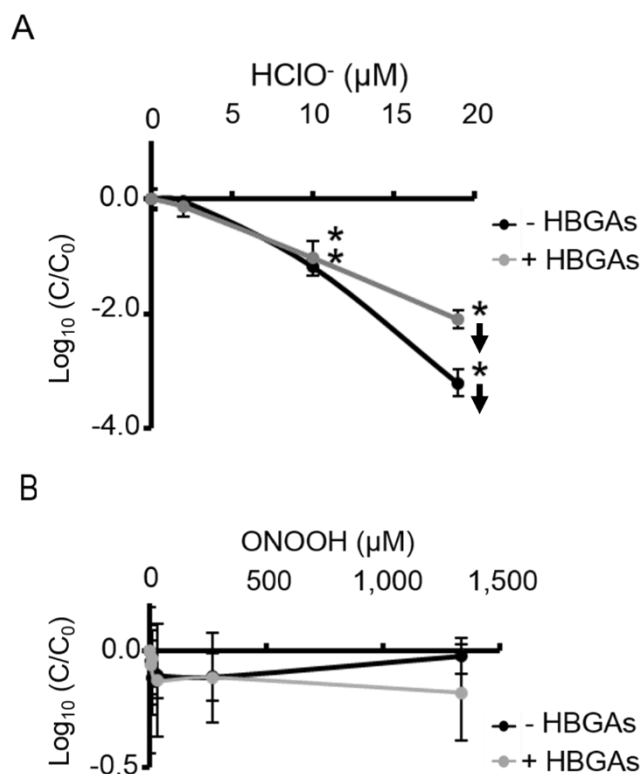 A
HClO⁻ (µM)
0 5 10 15 20
0.0
-2.0
-4.0
Log₁₀ (C/C₀)
*
*
*
*
- HBGAs
+ HBGAs
B
ONOOH (µM)
0 500 1,000 1,500
0.0
-0.5
Log₁₀ (C/C₀)
- HBGAs
+ HBGAs